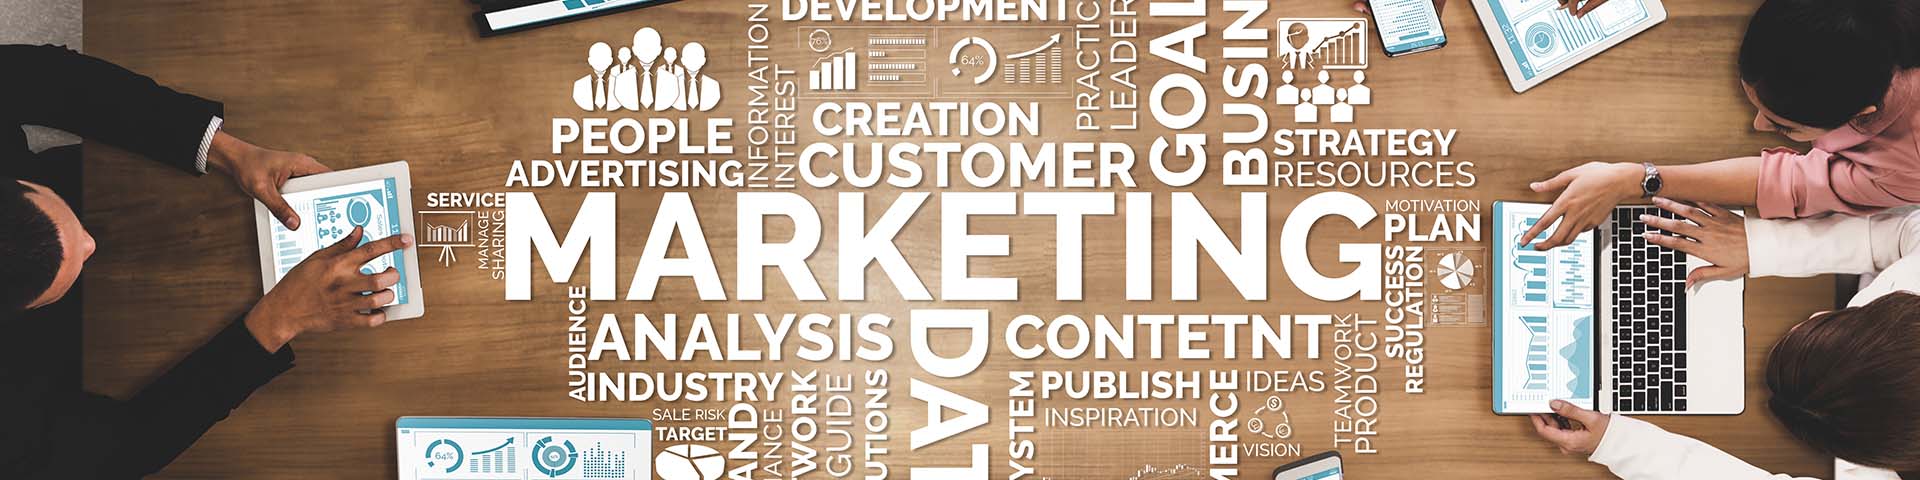 DEVELOPMENT
INFORMATION
INTEREST
76%
64%
PRACTIC
LEADER
GOAL
BUSIN
PEOPLE
CREATION
STRATEGY
ADVERTISING
CUSTOMER
RESOURCES
SERVICE
MANAGE
SHARING
MARKETING
MOTIVATION
PLAN
SUCCESS
REGULATION
AUDIENCE
ANALYSIS
DAT
CONTETNT
TEAMWORK
PRODUCT
INDUSTRY
WORK
GUIDE
UTIONS
YSTEM
PUBLISH
MERCE
IDEAS
SALE RISK
INSPIRATION
TARGET
AND
IANCE
VISION
64%